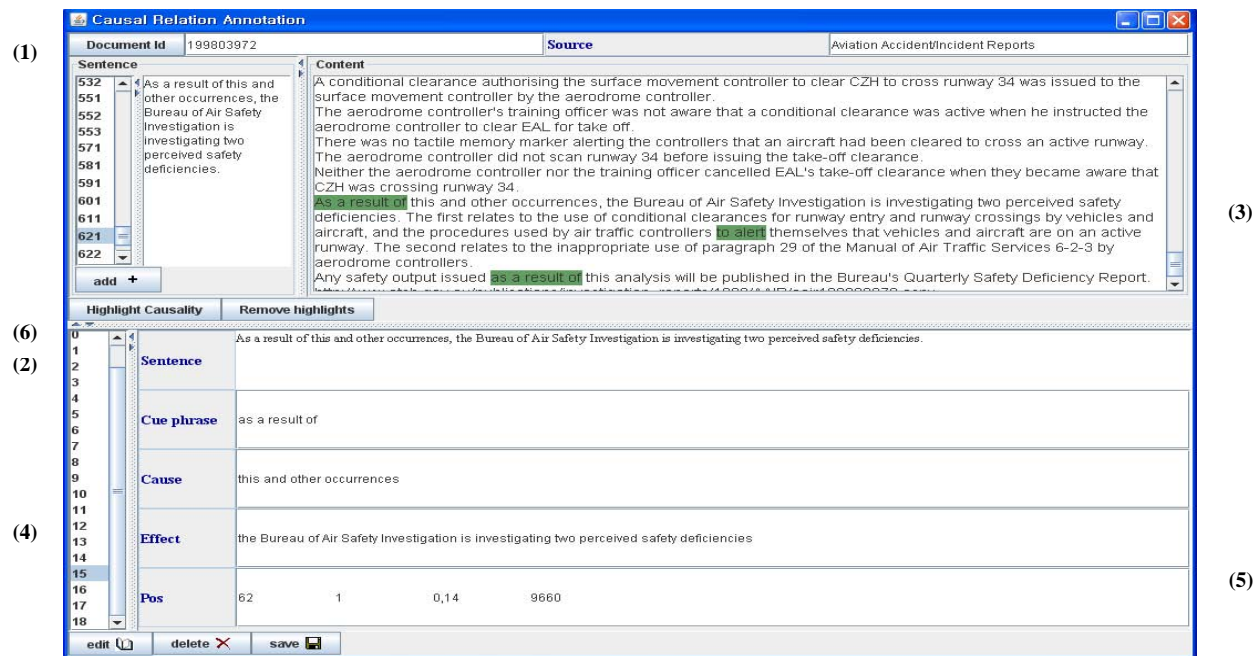 Causal Relation Annotation
(1)
Document Id 199803972 Source Aviation Accident/Incident Reports
Sentence
532
551
552
553
571
581
591
601
611
621
622
As a result of this and
other occurrences, the
Bureau of Air Safety
Investigation is
investigating two
perceived safety
deficiencies.
add +
Content
A conditional clearance authorising the surface movement controller to clear CZH to cross runway 34 was issued to the
surface movement controller by the aerodrome controller.
The aerodrome controller's training officer was not aware that a conditional clearance was active when he instructed the
aerodrome controller to clear EAL for take off.
There was no tactile memory marker alerting the controllers that an aircraft had been cleared to cross an active runway.
The aerodrome controller did not scan runway 34 before issuing the take-off clearance.
Neither the aerodrome controller nor the training officer cancelled EAL's take-off clearance when they became aware that
CZH was crossing runway 34.
As a result of this and other occurrences, the Bureau of Air Safety Investigation is investigating two perceived safety
deficiencies. The first relates to the use of conditional clearances for runway entry and runway crossings by vehicles and
aircraft, and the procedures used by air traffic controllers to alert themselves that vehicles and aircraft are on an active
runway. The second relates to the inappropriate use of paragraph 29 of the Manual of Air Traffic Services 6-2-3 by
aerodrome controllers.
Any safety output issued as a result of this analysis will be published in the Bureau's Quarterly Safety Deficiency Report.
(3)
Highlight Causality Remove highlights
(6)
(2)
0
1
2
3
4
5
6
7
8
9
10
11
12
13
14
15
16
17
18
(4)
Sentence As a result of this and other occurrences, the Bureau of Air Safety Investigation is investigating two perceived safety deficiencies.
Cue phrase as a result of
Cause this and other occurrences
Effect the Bureau of Air Safety Investigation is investigating two perceived safety deficiencies
Pos 62 1 0,14 9660
(5)
edit delete save